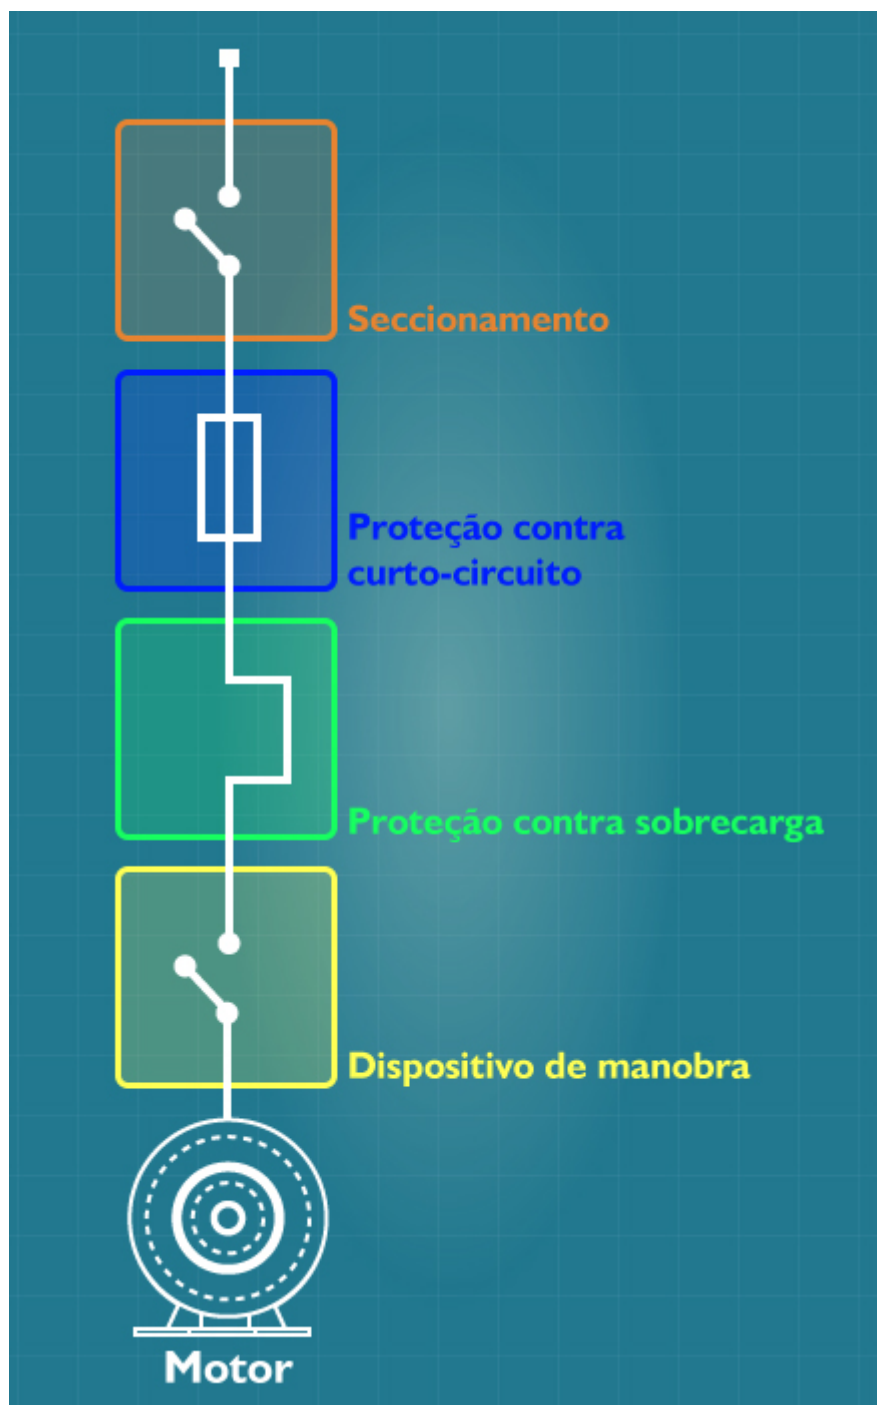 Seccionamento
Proteção contra
curto-circuito
Proteção contra sobrecarga
Dispositivo de manobra
Motor